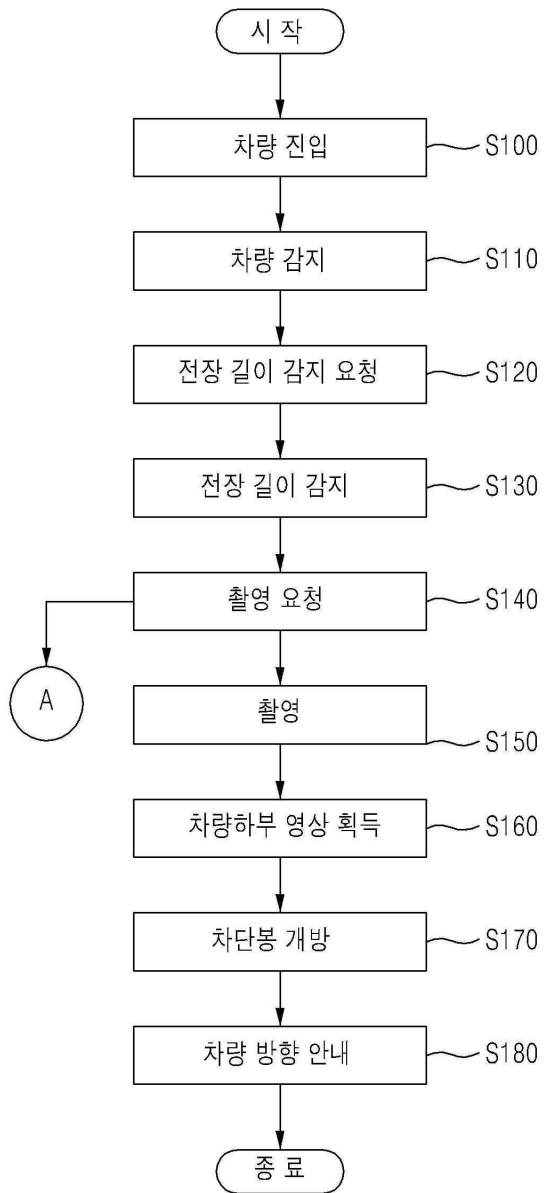 시 작
차량 진입 S100
차량 감지 S110
전장 길이 감지 요청 S120
전장 길이 감지 S130
촬영 요청 S140
A
촬영 S150
차량하부 영상 획득 S160
차단봉 개방 S170
차량 방향 안내 S180
종 료